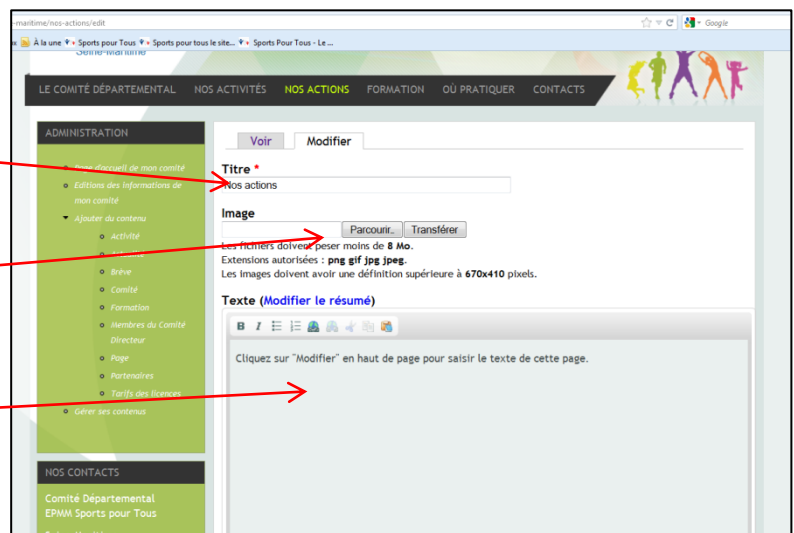 -maritime/nos-actions/edit
Google
À la une
Sports pour Tous
Sports pour tous le site...
Sports Pour Tous - Le ...
Seine-Maritime
LE COMITÉ DÉPARTEMENTAL NOS ACTIVITÉS NOS ACTIONS FORMATION OÙ PRATIQUER CONTACTS
ADMINISTRATION
Page d'accueil de mon comité
Editions des informations de
mon comité
Ajouter du contenu
Activité
Actualité
Brève
Comité
Formation
Membres du Comité
Directeur
Page
Partenaires
Tarifs des licences
Gérer ses contenus
NOS CONTACTS
Comité Départemental
EPMM Sports pour Tous
Voir Modifier
Titre *
Nos actions
Image
Parcourir_ Transférer
Les fichiers doivent peser moins de 8 Mo.
Extensions autorisées : png gif jpg jpeg.
Les images doivent avoir une définition supérieure à 670x410 pixels.
Texte (Modifier le résumé)
B I
Cliquez sur "Modifier" en haut de page pour saisir le texte de cette page.